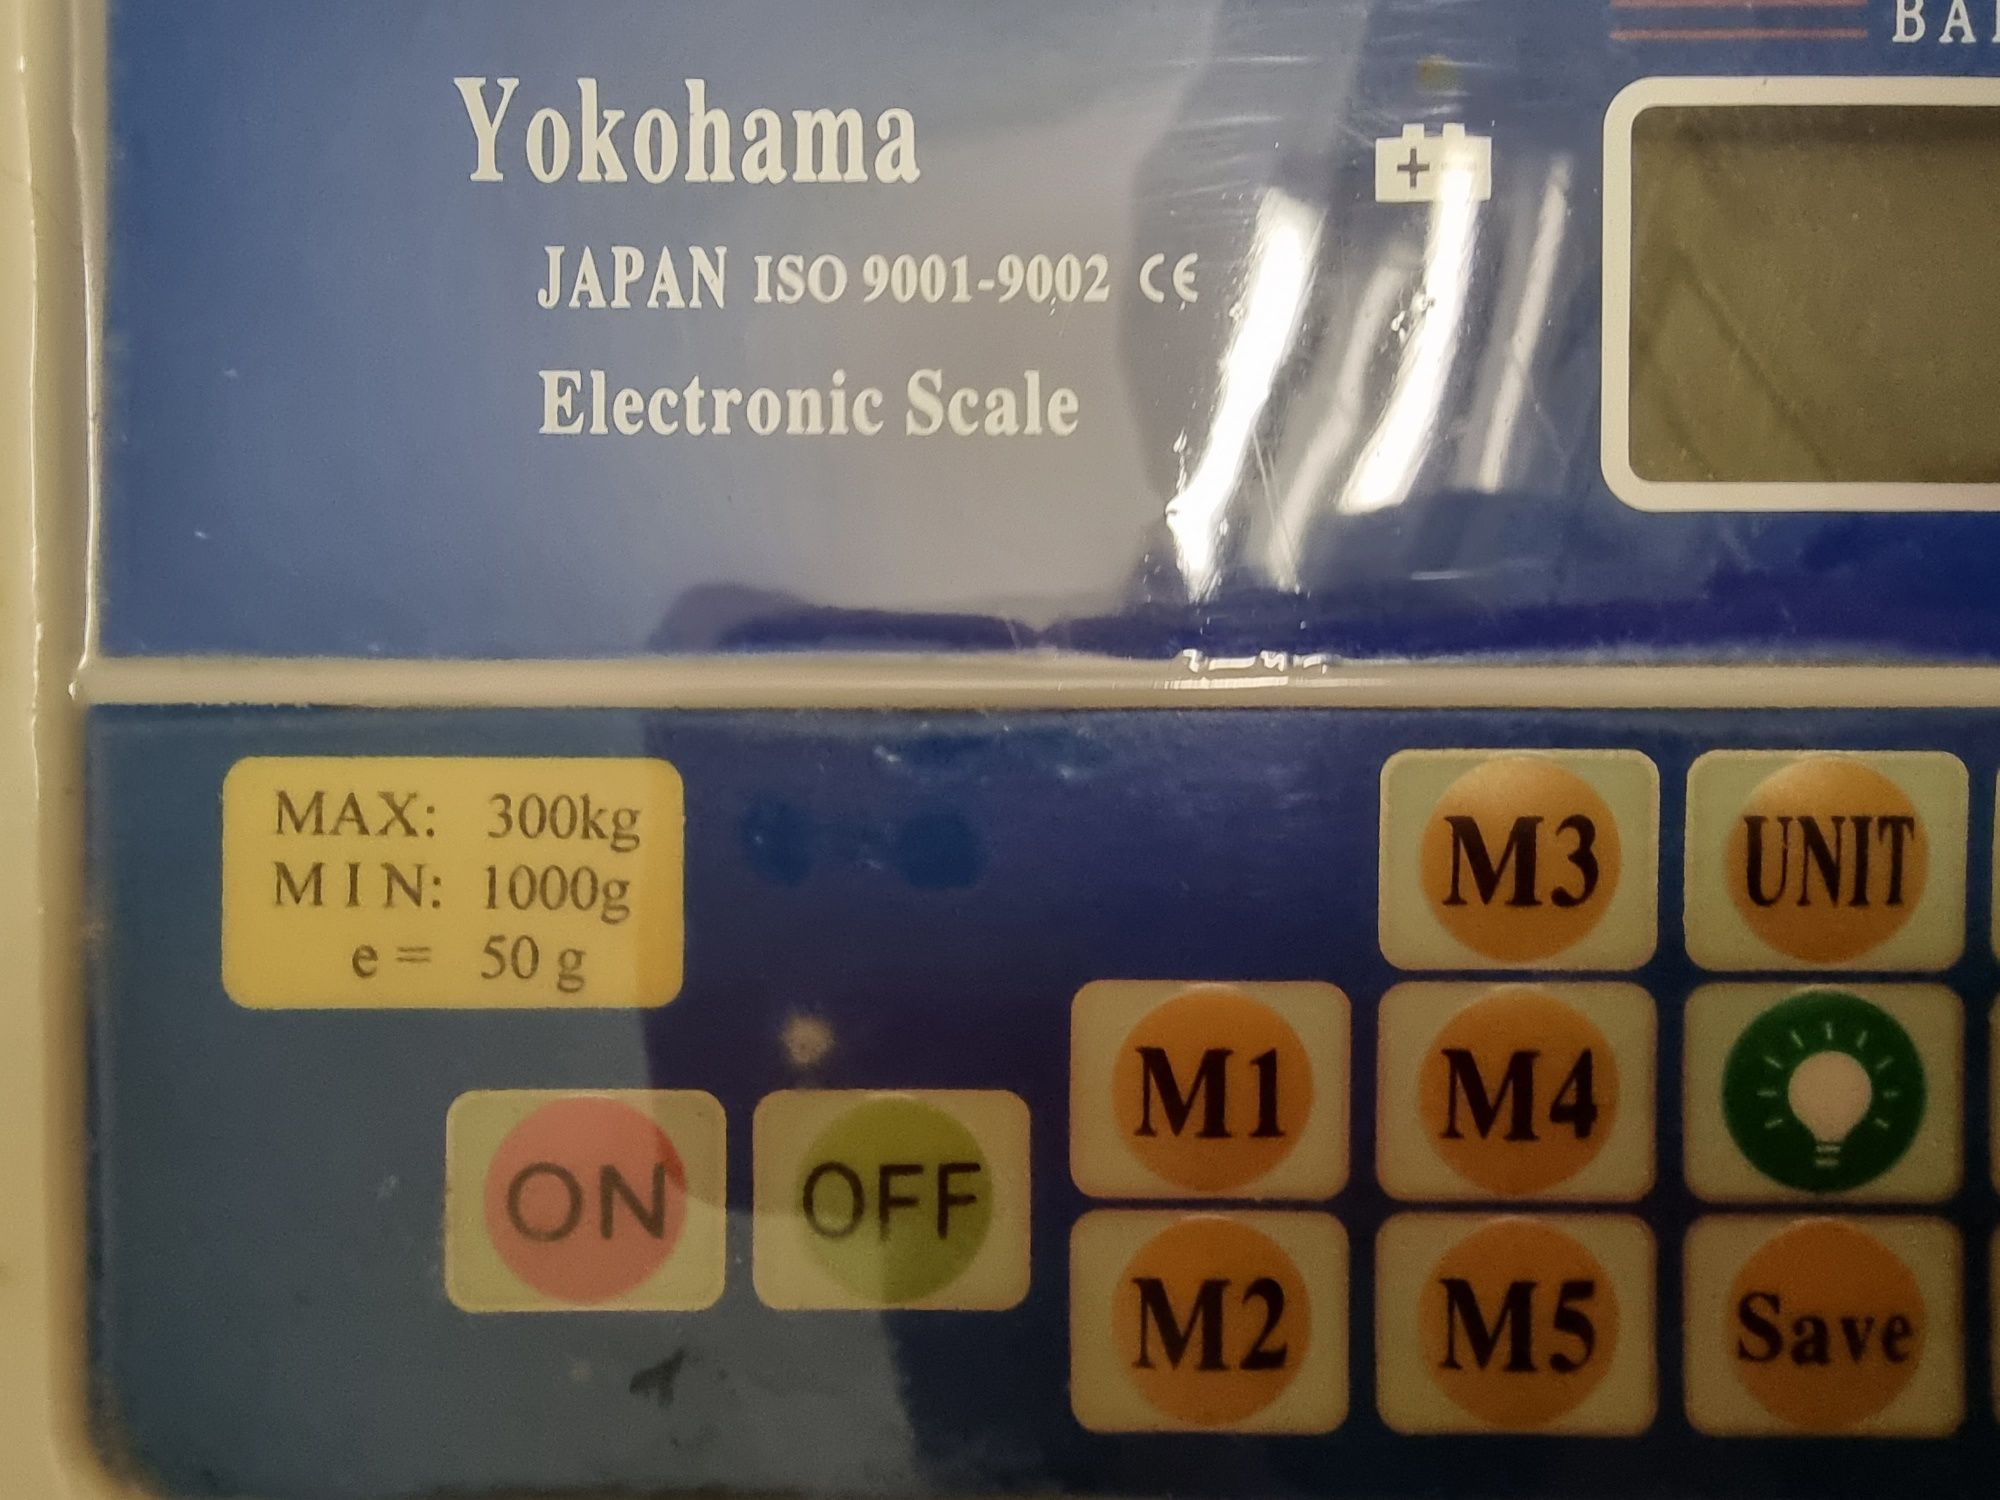 Yokohama
JAPAN ISO 9001-9002 CE
Electronic Scale
MAX: 300kg
MIN: 1000g
e = 50 g
M3 UNIT
ON OFF M1 M4
M2 M5 Save